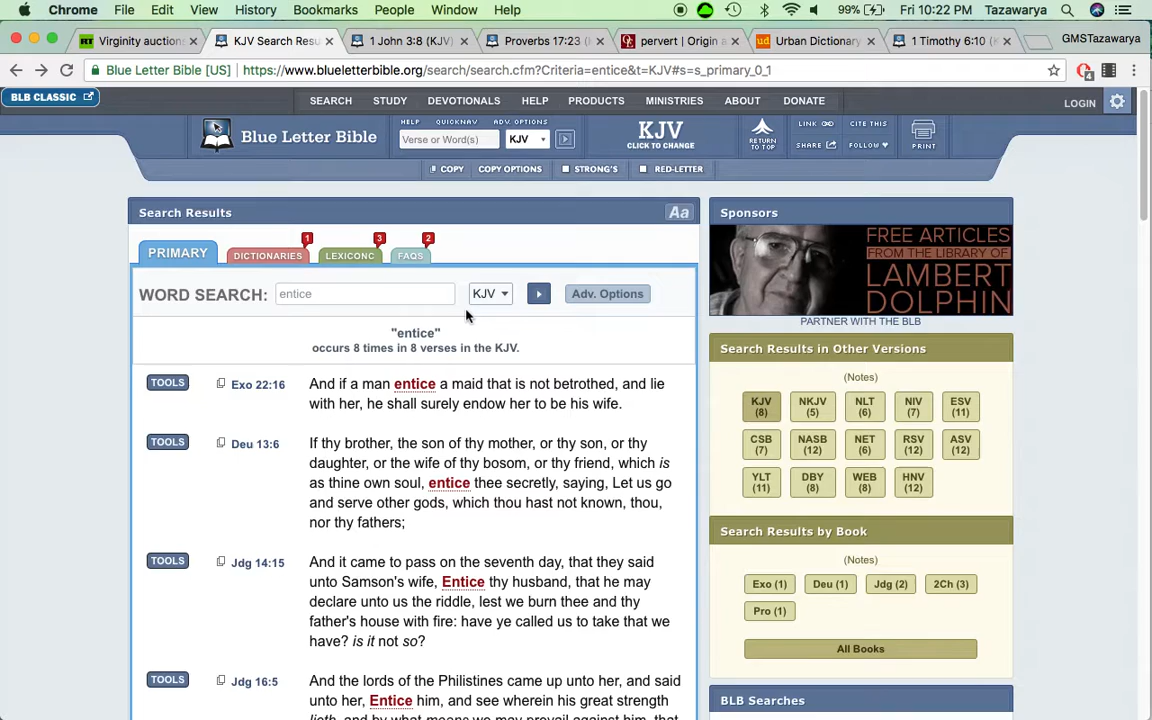 Chrome File Edit View History Bookmarks People Window Help 99% Fri 10:22 PM Tazawarya
Virginity auction: KJV Search Resu 1 John 3:8 (KJV) Proverbs 17:23 (K pervert | Origin a Urban Dictionary 1 Timothy 6:10 (K GMSTazawarya
Blue Letter Bible [US] https://www.blueletterbible.org/search/search.cfm?Criteria=entice&t=KJV#s=s_primary_0_1
BLB CLASSIC SEARCH STUDY DEVOTIONALS HELP PRODUCTS MINISTRIES ABOUT DONATE LOGIN
HELP QUICKNAV ADV. OPTIONS
Blue Letter Bible Verse or Word(s) KJV
KJV
CLICK TO CHANGE
RETURN
TO TOP
LINK CITE THIS
SHARE FOLLOW
PRINT
COPY COPY OPTIONS STRONG'S RED-LETTER
Search Results Aa
PRIMARY DICTIONARIES 1 LEXICONC 3 FAQS 2
WORD SEARCH: entice KJV Adv. Options
"entice"
occurs 8 times in 8 verses in the KJV.
TOOLS Exo 22:16 And if a man entice a maid that is not betrothed, and lie
with her, he shall surely endow her to be his wife.
TOOLS Deu 13:6 If thy brother, the son of thy mother, or thy son, or thy
daughter, or the wife of thy bosom, or thy friend, which is
as thine own soul, entice thee secretly, saying, Let us go
and serve other gods, which thou hast not known, thou,
nor thy fathers;
TOOLS Jdg 14:15 And it came to pass on the seventh day, that they said
unto Samson's wife, Entice thy husband, that he may
declare unto us the riddle, lest we burn thee and thy
father's house with fire: have ye called us to take that we
have? is it not so?
TOOLS Jdg 16:5 And the lords of the Philistines came up unto her, and said
unto her, Entice him, and see wherein his great strength
lieth, and by what means we may prevail against him, that
Sponsors
FREE ARTICLES
FROM THE LIBRARY OF
LAMBERT
DOLPHIN
PARTNER WITH THE BLB
Search Results in Other Versions
(Notes)
KJV NKJV NLT NIV ESV
(8) (5) (6) (7) (11)
CSB NASB NET RSV ASV
(7) (12) (6) (12) (12)
YLT DBY WEB HNV
(11) (8) (8) (12)
Search Results by Book
(Notes)
Exo (1) Deu (1) Jdg (2) 2Ch (3)
Pro (1)
All Books
BLB Searches